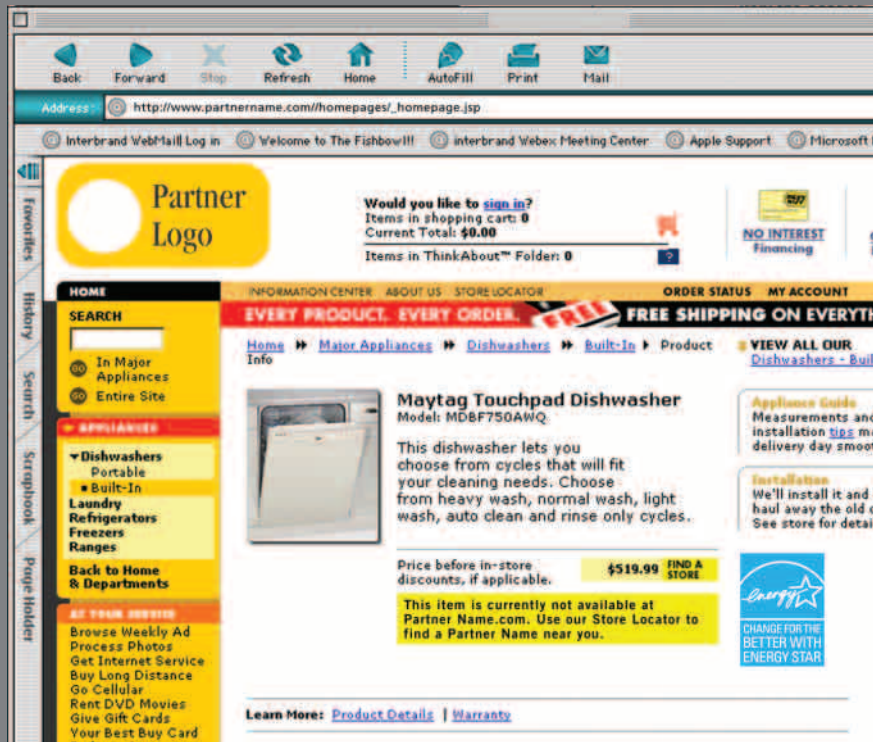 Back Forward Stop Refresh Home AutoFill Print Mail
Address: http://www.partnername.com//homepages/_homepage.jsp
Interbrand WebMail| Log in Welcome to The Fishbowl!! interbrand Webex Meeting Center Apple Support Microsoft
Favorites
History
Search
Scrapbook
Page Holder
Partner
Logo
Would you like to sign in?
Items in shopping cart: 0
Current Total: $0.00
Items in ThinkAbout™ Folder: 0
NO INTEREST
Financing
HOME
INFORMATION CENTER ABOUT US STORE LOCATOR ORDER STATUS MY ACCOUNT
EVERY PRODUCT. EVERY ORDER. FREE FREE SHIPPING ON EVERYTH
SEARCH
GO In Major
Appliances
GO Entire Site
APPLIANCES
Dishwashers
Portable
Built-In
Laundry
Refrigerators
Freezers
Ranges
Back to Home
& Departments
AT YOUR SERVICE
Browse Weekly Ad
Process Photos
Get Internet Service
Buy Long Distance
Go Cellular
Rent DVD Movies
Give Gift Cards
Your Best Buy Card
Home Major Appliances Dishwashers Built-In Product
Info
VIEW ALL OUR
Dishwashers - Buil
Maytag Touchpad Dishwasher
Model: MDBF750AWQ
This dishwasher lets you
choose from cycles that will fit
your cleaning needs. Choose
from heavy wash, normal wash, light
wash, auto clean and rinse only cycles.
Appliance Guide
Measurements and
installation tips ma
delivery day smoot
Installation
We'll install it and
haul away the old
See store for detai
Price before in-store
discounts, if applicable.
$519.99 FIND A
STORE
This item is currently not available at
Partner Name.com. Use our Store Locator to
find a Partner Name near you.
energy
CHANGE FOR THE
BETTER WITH
ENERGY STAR
Learn More: Product Details | Warranty